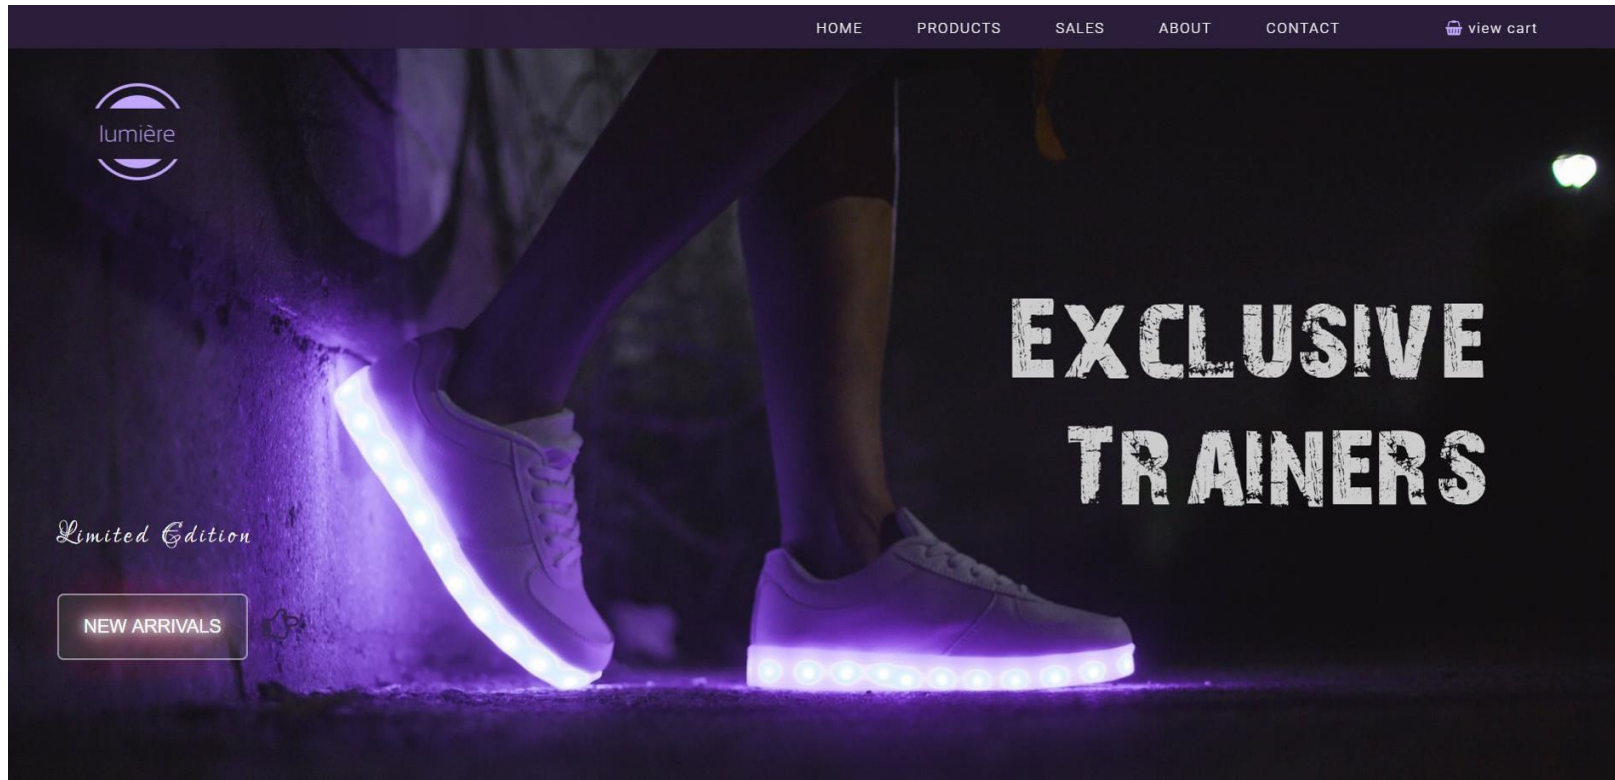 HOME PRODUCTS SALES ABOUT CONTACT view cart
lumière
EXCLUSIVE
TRAINERS
Limited Edition
NEW ARRIVALS